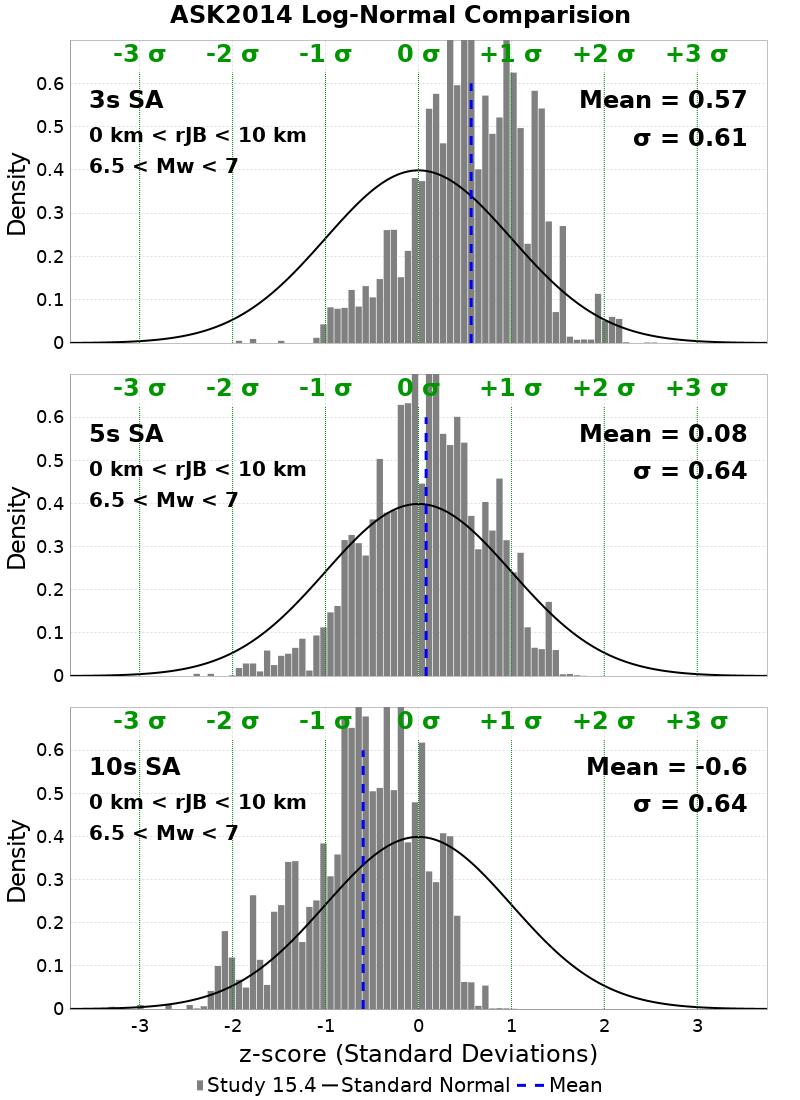 ASK2014 Log-Normal Comparision
-3 σ -2 σ -1 σ 0 σ +1 σ +2 σ +3 σ
3s SA
0 km < rJB < 10 km
6.5 < Mw < 7
Mean = 0.57
σ = 0.61
Density
0.6
0.5
0.4
0.3
0.2
0.1
0
-3 σ -2 σ -1 σ 0 σ +1 σ +2 σ +3 σ
5s SA
0 km < rJB < 10 km
6.5 < Mw < 7
Mean = 0.08
σ = 0.64
Density
0.6
0.5
0.4
0.3
0.2
0.1
0
-3 σ -2 σ -1 σ 0 σ +1 σ +2 σ +3 σ
10s SA
0 km < rJB < 10 km
6.5 < Mw < 7
Mean = -0.6
σ = 0.64
Density
0.6
0.5
0.4
0.3
0.2
0.1
0
-3 -2 -1 0 1 2 3
z-score (Standard Deviations)
Study 15.4 Standard Normal Mean